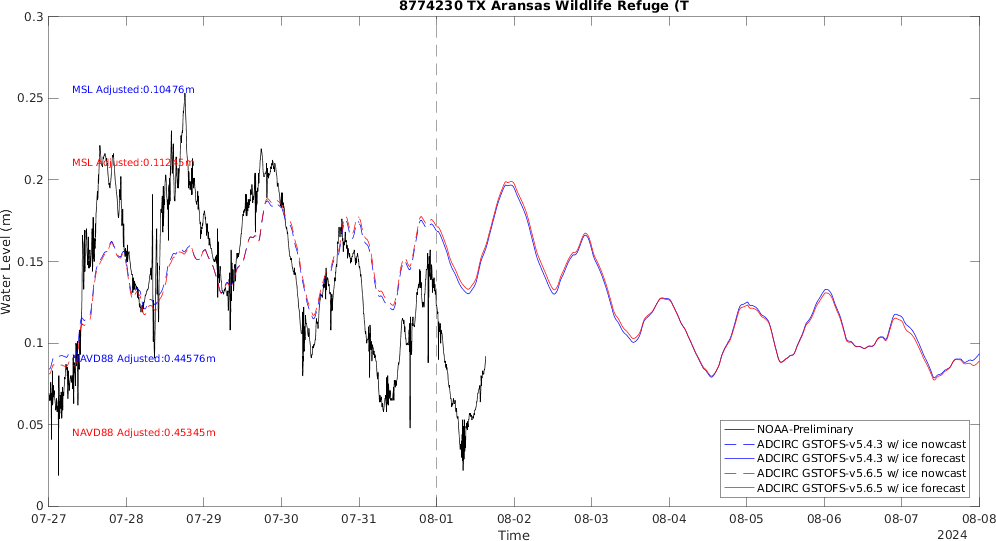 8774230 TX Aransas Wildlife Refuge (T
0.3
0.25
0.2
0.15
0.1
0.05
0
Water Level (m)
MSL Adjusted:0.10476m
NAVD88 Adjusted:0.44576m
NAVD88 Adjusted:0.45345m
MSL Adjusted
NOAA-Preliminary
ADCIRC GSTOFS-v5.4.3 w/ ice nowcast
ADCIRC GSTOFS-v5.4.3 w/ ice forecast
ADCIRC GSTOFS-v5.6.5 w/ ice nowcast
ADCIRC GSTOFS-v5.6.5 w/ ice forecast
07-27 07-28 07-29 07-30 07-31 08-01 08-02 08-03 08-04 08-05 08-06 08-07 08-08
Time
2024